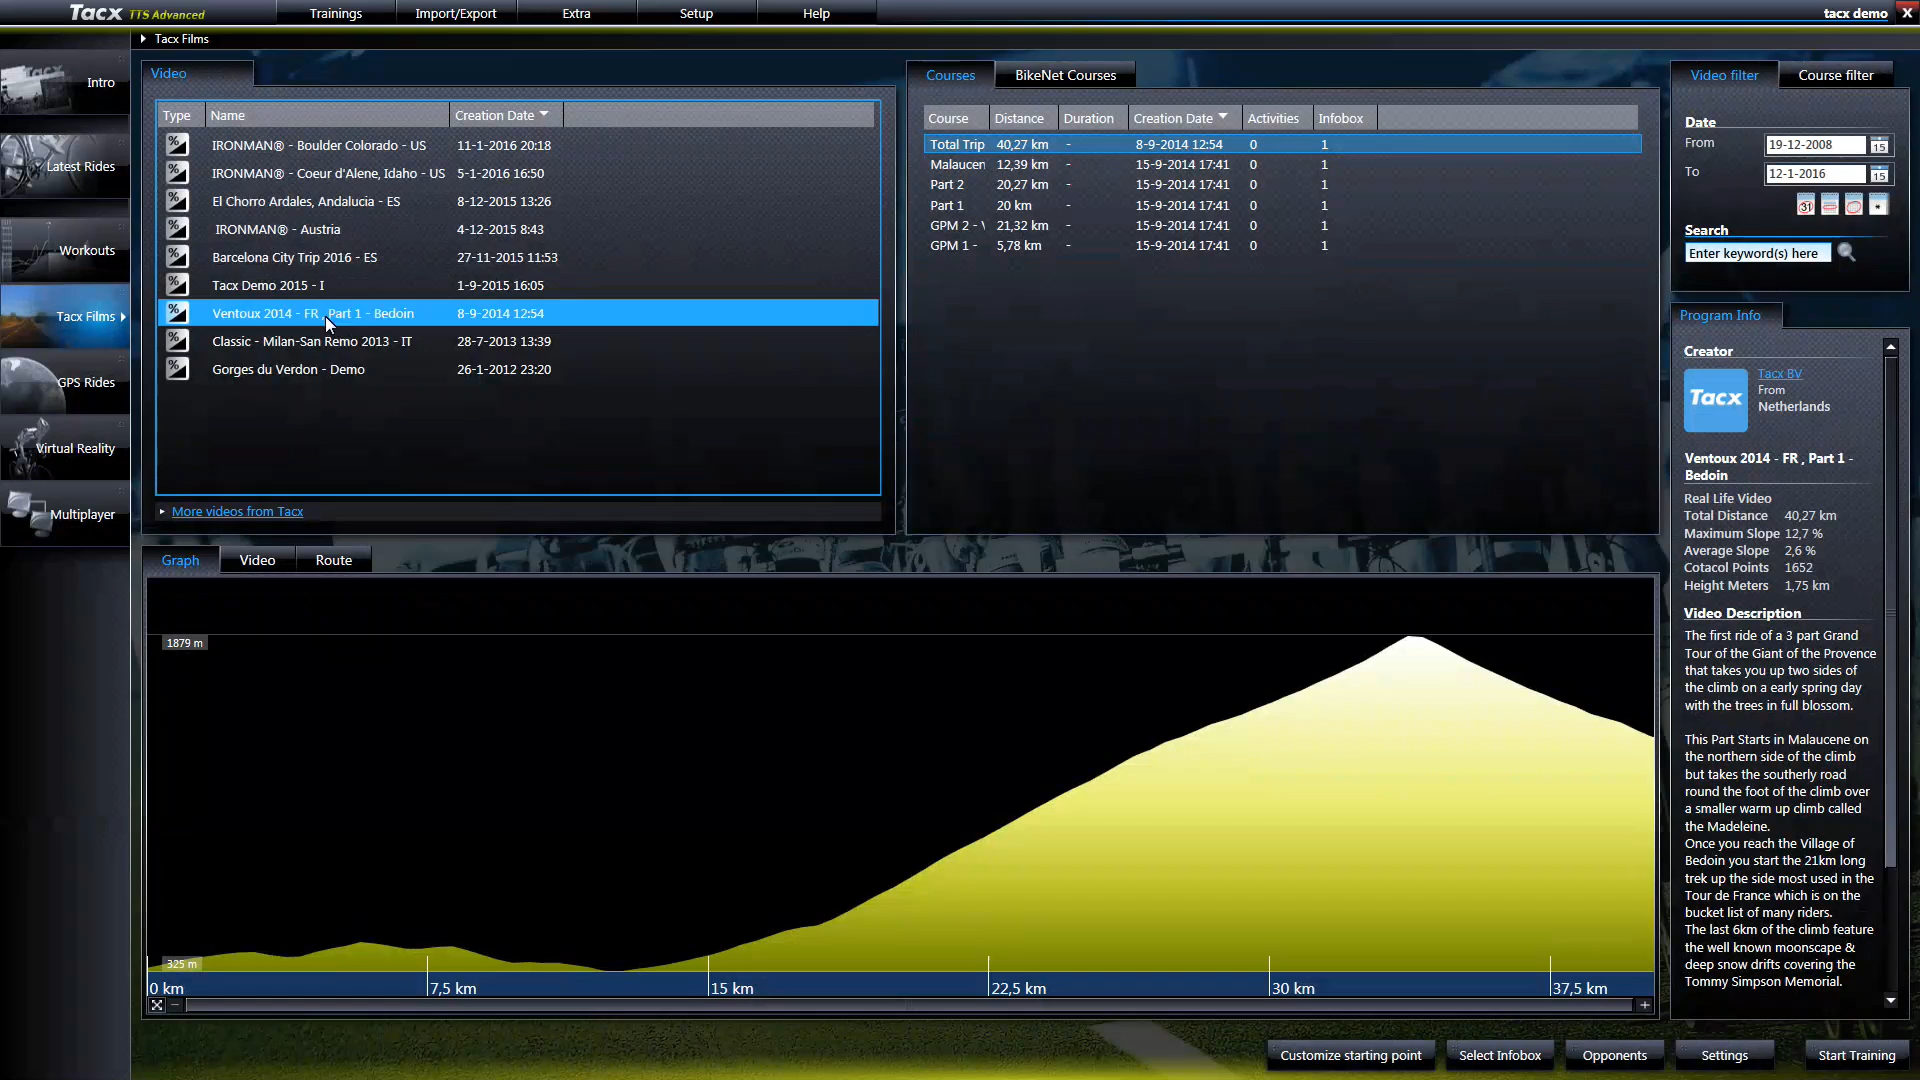 Tacx TTS Advanced
Trainings
Import/Export
Extra
Setup
Help
tacx demo
X
Tacx Films
Intro
Latest Rides
Workouts
Tacx Films
GPS Rides
Virtual Reality
Multiplayer
Video
Type Name Creation Date
% IRONMAN® - Boulder Colorado - US 11-1-2016 20:18
% IRONMAN® - Coeur d'Alene, Idaho - US 5-1-2016 16:50
% El Chorro Ardales, Andalucia - ES 8-12-2015 13:26
% IRONMAN® - Austria 4-12-2015 8:43
% Barcelona City Trip 2016 - ES 27-11-2015 11:53
% Tacx Demo 2015 - I 1-9-2015 16:05
% Ventoux 2014 - FR , Part 1 - Bedoin 8-9-2014 12:54
% Classic - Milan-San Remo 2013 - IT 28-7-2013 13:39
% Gorges du Verdon - Demo 26-1-2012 23:20
More videos from Tacx
Courses BikeNet Courses
Course Distance Duration Creation Date Activities Infobox
Total Trip 40,27 km - 8-9-2014 12:54 0 1
Malaucen 12,39 km - 15-9-2014 17:41 0 1
Part 2 20,27 km - 15-9-2014 17:41 0 1
Part 1 20 km - 15-9-2014 17:41 0 1
GPM 2 - 21,32 km - 15-9-2014 17:41 0 1
GPM 1 - 5,78 km - 15-9-2014 17:41 0 1
Video filter Course filter
Date
From 19-12-2008 15
To 12-1-2016 15
31
Search
Enter keyword(s) here
Program Info
Creator
Tacx
Tacx BV
From
Netherlands
Ventoux 2014 - FR , Part 1 -
Bedoin
Real Life Video
Total Distance 40,27 km
Maximum Slope 12,7 %
Average Slope 2,6 %
Cotacol Points 1652
Height Meters 1,75 km
Video Description
The first ride of a 3 part Grand
Tour of the Giant of the Provence
that takes you up two sides of
the climb on a early spring day
with the trees in full blossom.
This Part Starts in Malaucene on
the northern side of the climb
but takes the southerly road
round the foot of the climb over
a smaller warm up climb called
the Madeleine.
Once you reach the Village of
Bedoin you start the 21km long
trek up the side most used in the
Tour de France which is on the
bucket list of many riders.
The last 6km of the climb feature
the well known moonscape &
deep snow drifts covering the
Tommy Simpson Memorial.
Graph Video Route
1879 m
325 m
0 km 7,5 km 15 km 22,5 km 30 km 37,5 km
Customize starting point
Select Infobox
Opponents
Settings
Start Training